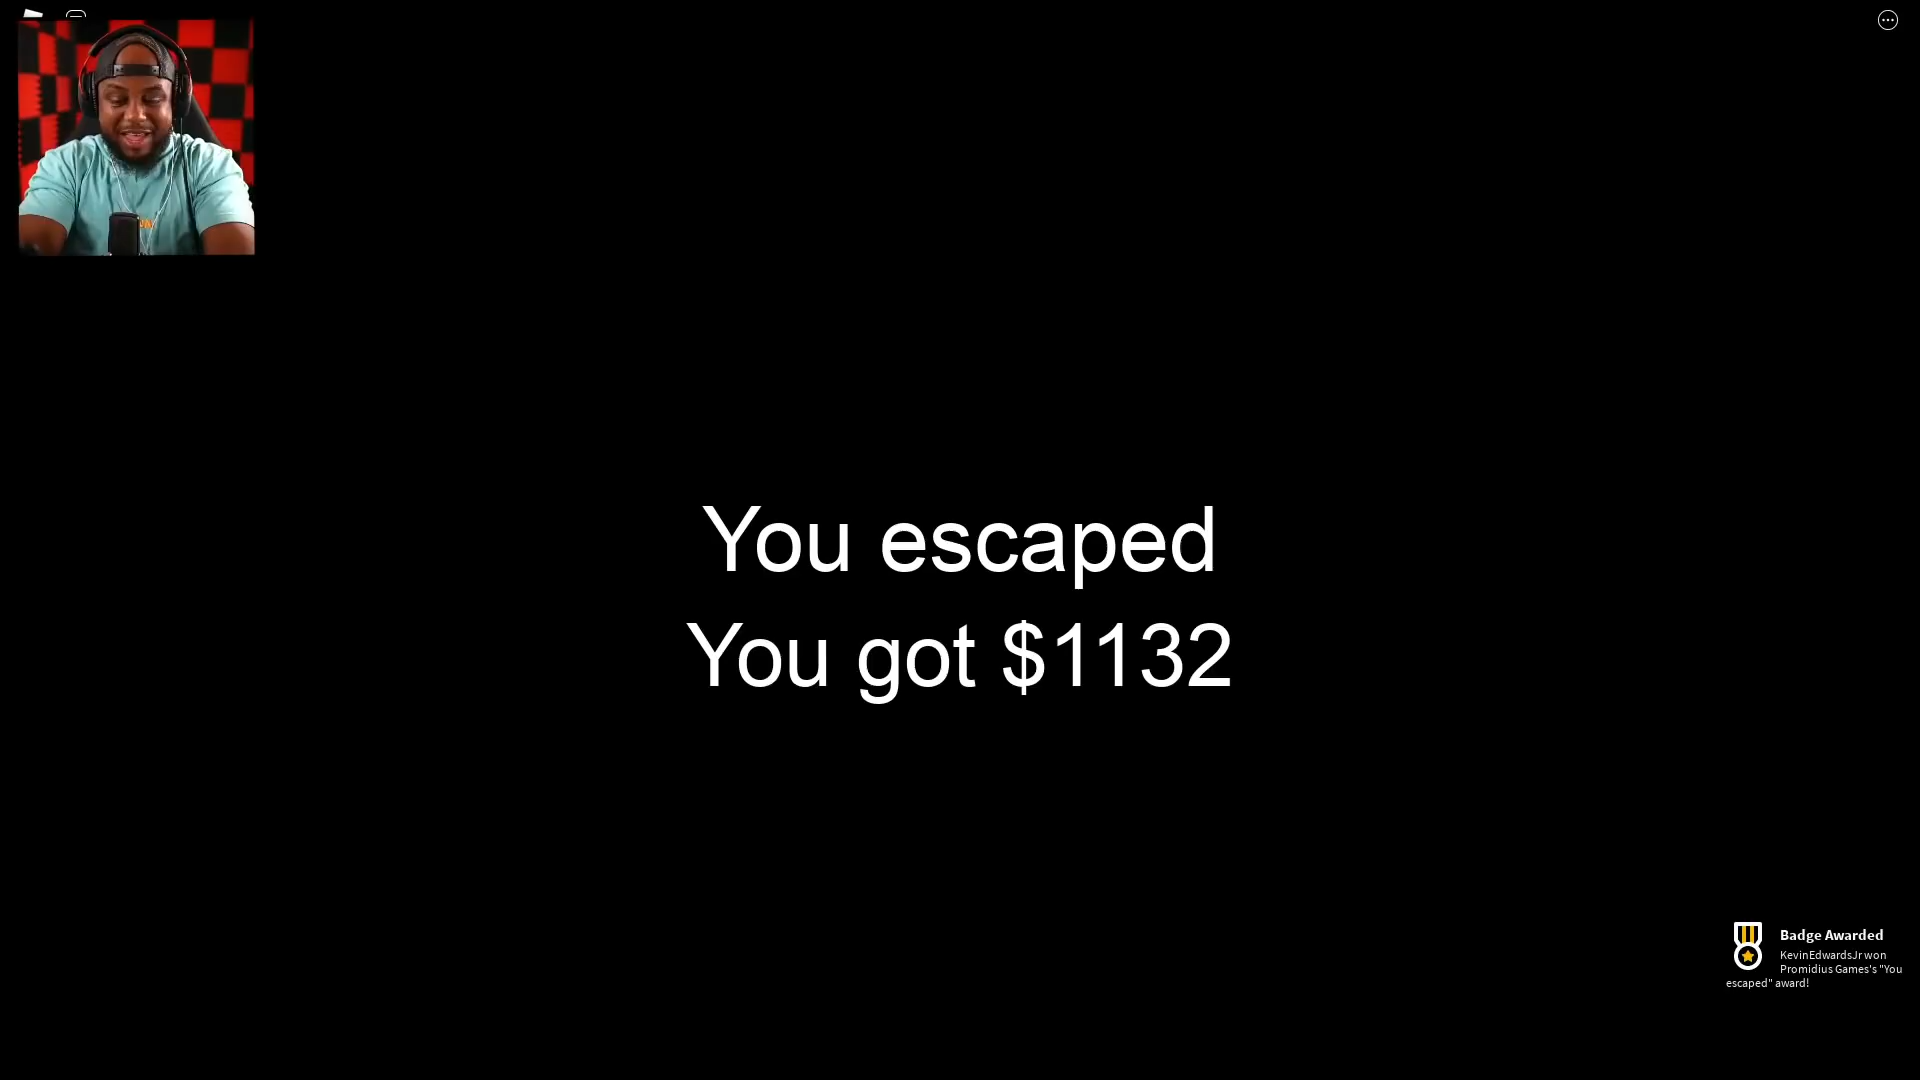 You escaped
You got $1132
Badge Awarded
KevinEdwardsJr won
Promidius Games's "You
escaped" award!